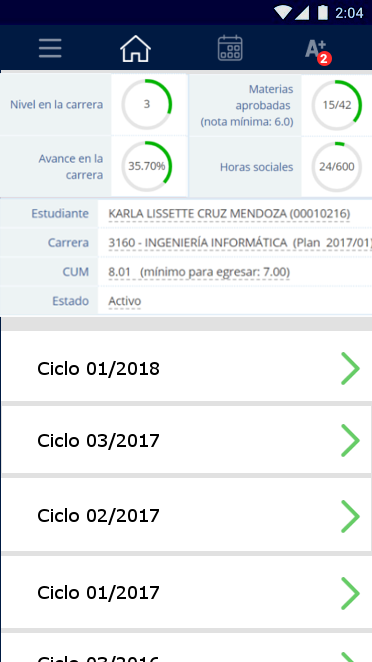 2:04
A+
2
Nivel en la carrera
3
Materias
aprobadas
(nota mínima: 6.0)
15/42
Avance en la
carrera
35.70%
Horas sociales
24/600
Estudiante KARLA LISSETTE CRUZ MENDOZA (00010216)
Carrera 3160 - INGENIERÍA INFORMÁTICA (Plan 2017/01)
CUM 8.01 (mínimo para egresar: 7.00)
Estado Activo
Ciclo 01/2018
Ciclo 03/2017
Ciclo 02/2017
Ciclo 01/2017
Ciclo 03/2016